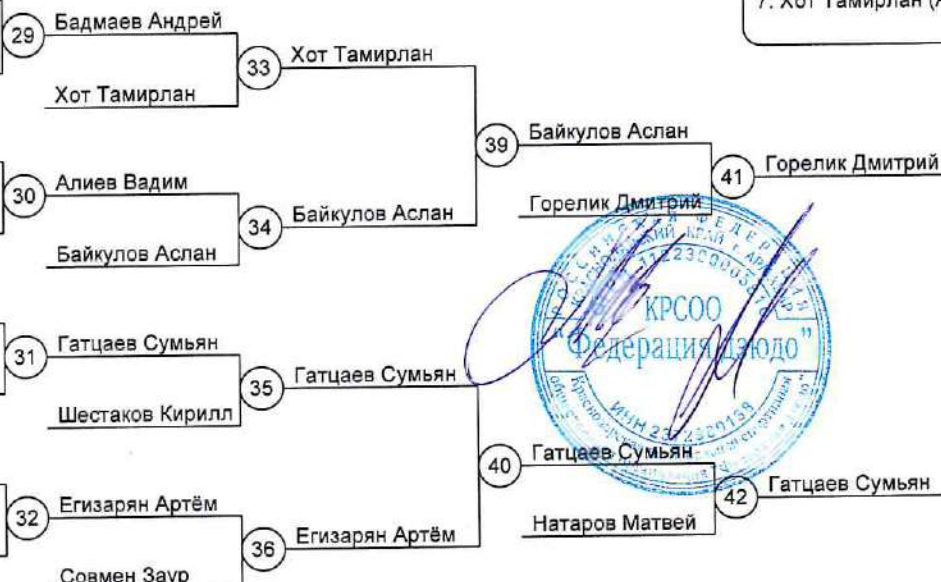 7. Хот Тамирлан
29 Бадмаев Андрей
33 Хот Тамирлан
Хот Тамирлан
39 Байкулов Аслан
41 Горелик Дмитрий
30 Алиев Вадим
Горелик Дмитрий
34 Байкулов Аслан
Байкулов Аслан
КРСОО
"Федерация дзюдо"
31 Гатцаев Сумьян
35 Гатцаев Сумьян
Шестаков Кирилл
40 Гатцаев Сумьян
42 Гатцаев Сумьян
32 Егизарян Артём
Натаров Матвей
36 Егизарян Артём
Совмен Заур